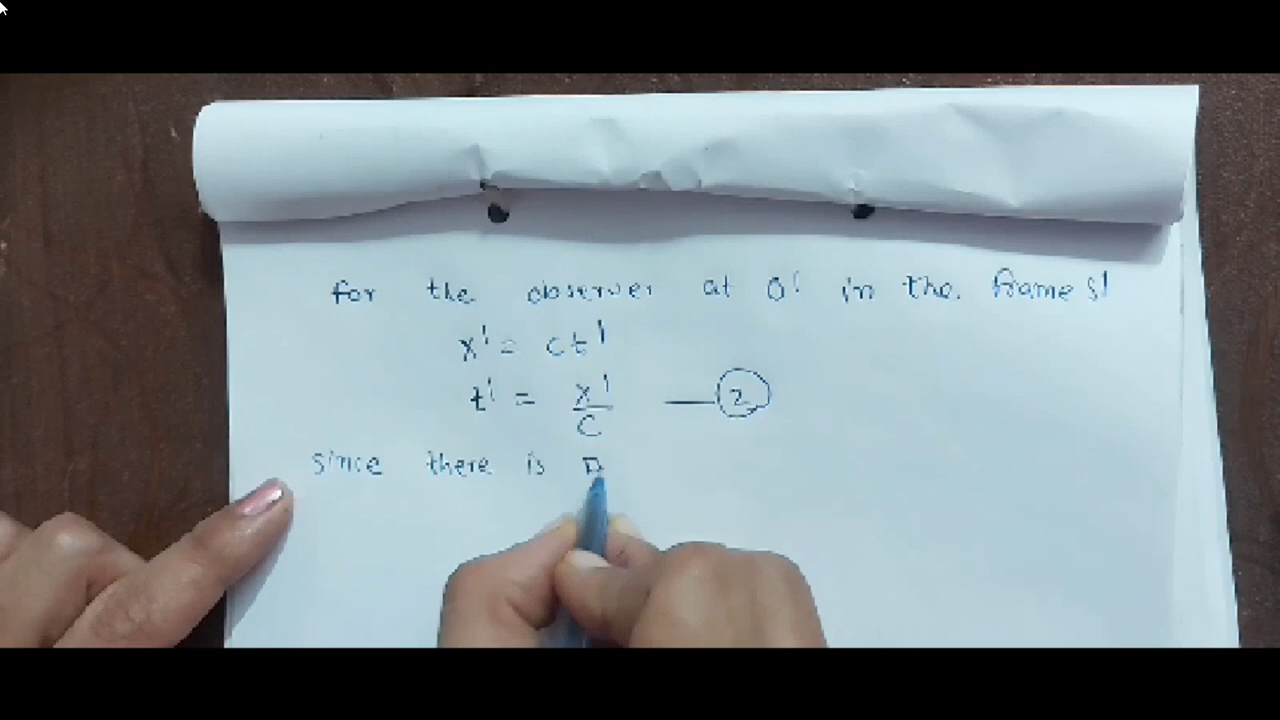 for the observer at O' in the frame S'
x' = ct'
t' = x'/C —②
since there is